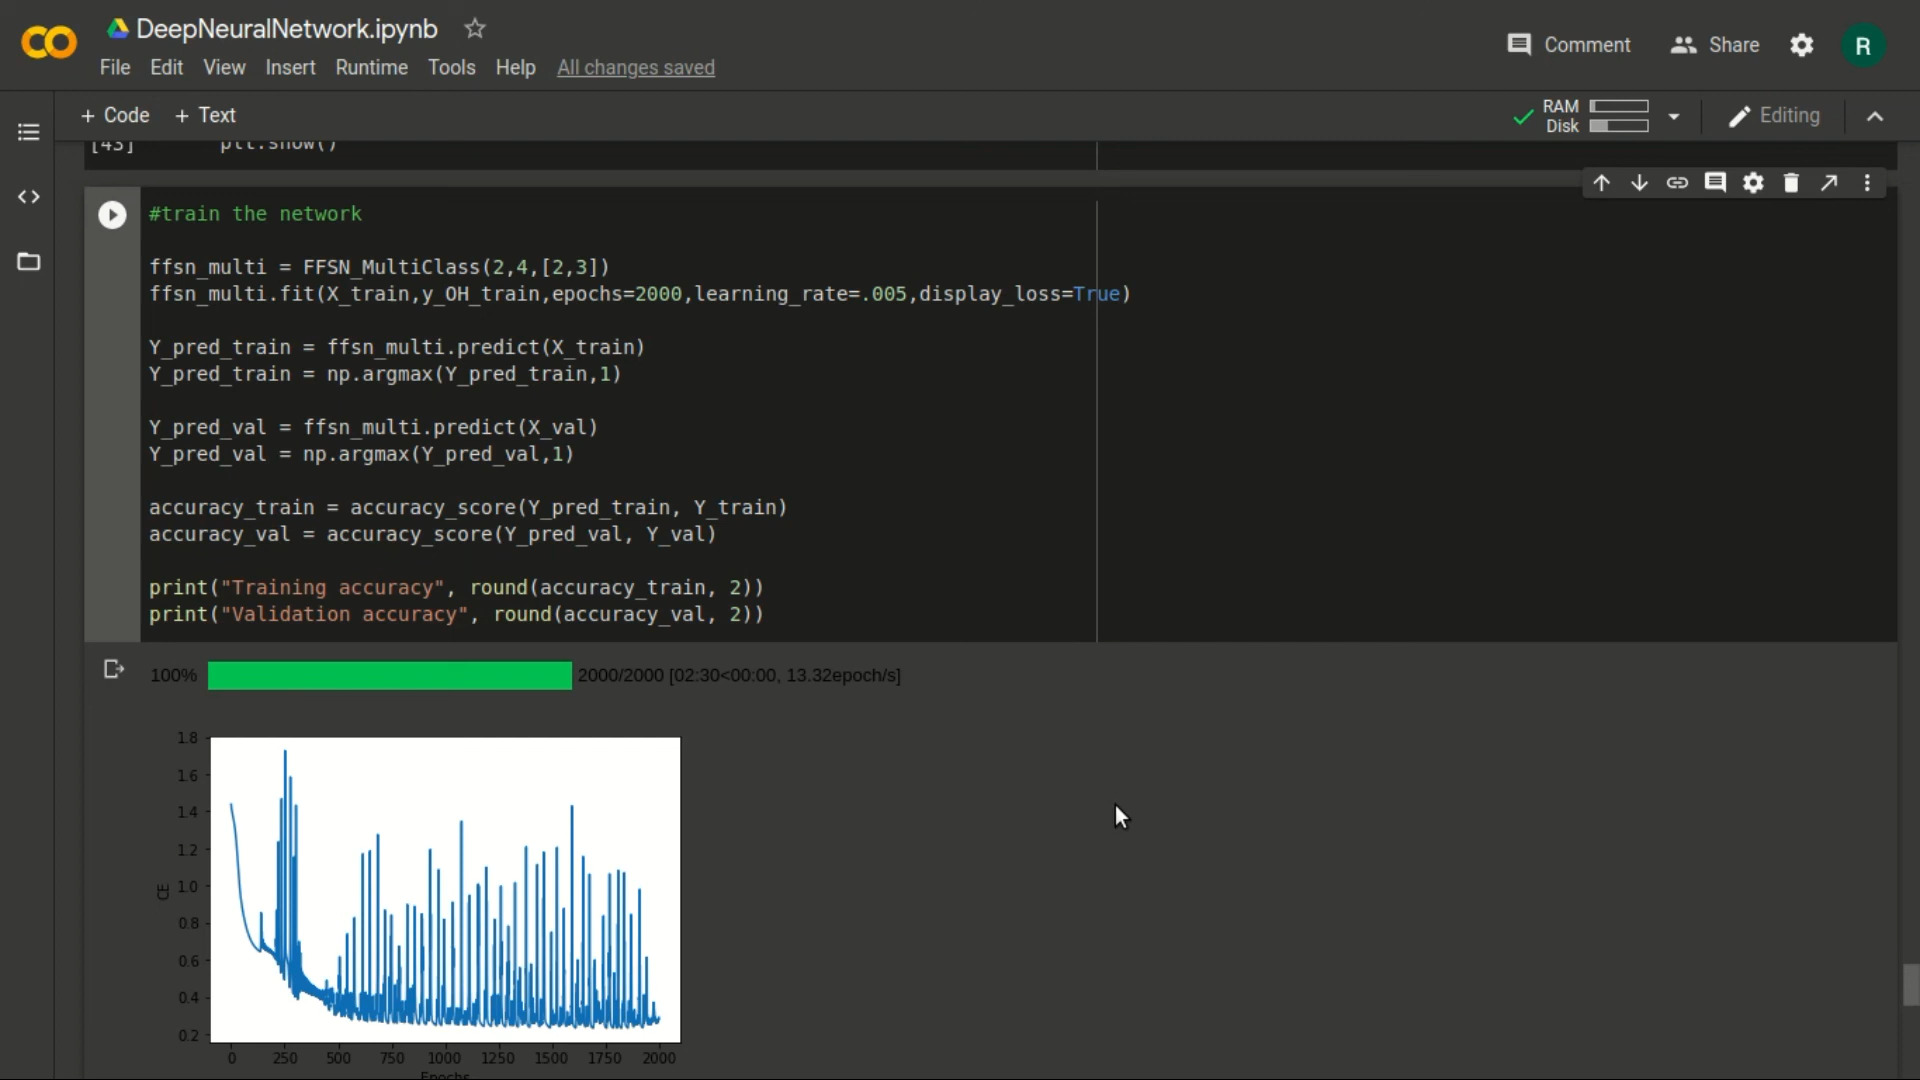 DeepNeuralNetwork.ipynb
Comment
Share
R
File Edit View Insert Runtime Tools Help All changes saved
+ Code + Text
RAM
Disk
Editing
[43] plt.show()
#train the network
ffsn_multi = FFSN_MultiClass(2,4,[2,3])
ffsn_multi.fit(X_train,y_OH_train,epochs=2000,learning_rate=.005,display_loss=True)
Y_pred_train = ffsn_multi.predict(X_train)
Y_pred_train = np.argmax(Y_pred_train,1)
Y_pred_val = ffsn_multi.predict(X_val)
Y_pred_val = np.argmax(Y_pred_val,1)
accuracy_train = accuracy_score(Y_pred_train, Y_train)
accuracy_val = accuracy_score(Y_pred_val, Y_val)
print("Training accuracy", round(accuracy_train, 2))
print("Validation accuracy", round(accuracy_val, 2))
100% 2000/2000 [02:30<00:00, 13.32epoch/s]
1.8
1.6
1.4
1.2
1.0
0.8
0.6
0.4
0.2
CE
0 250 500 750 1000 1250 1500 1750 2000
Epochs